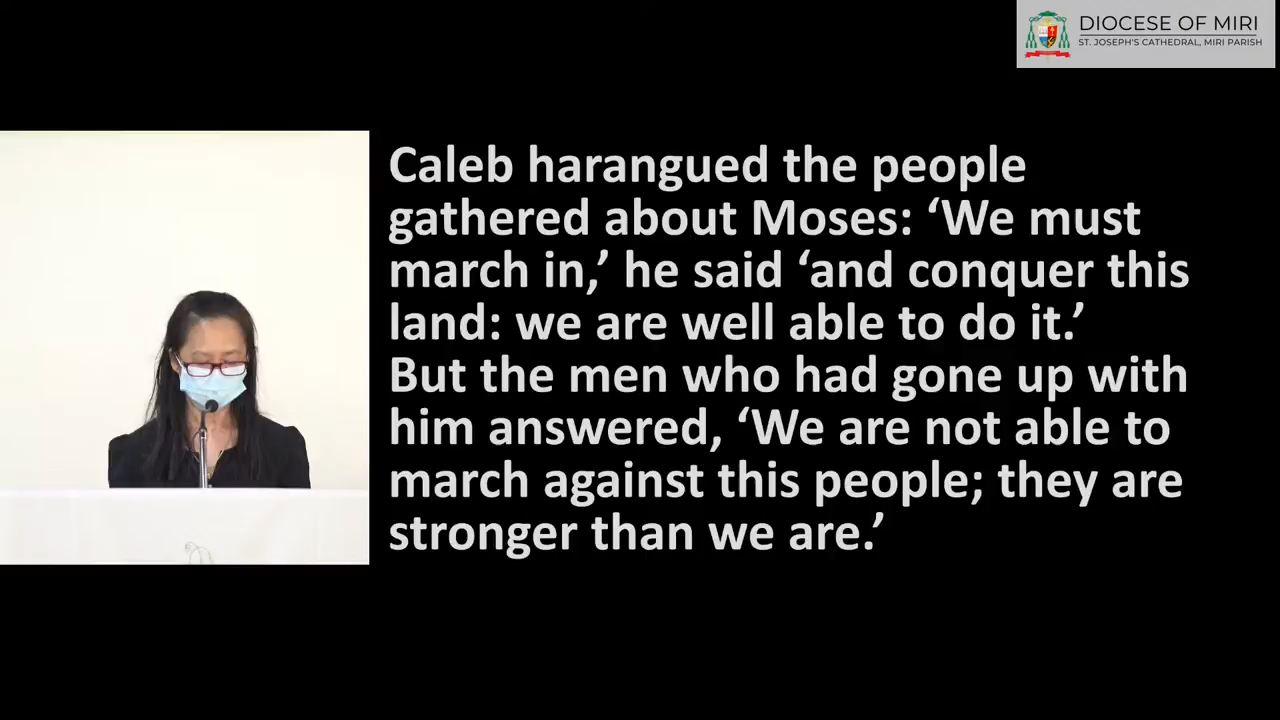 DIOCESE OF MIRI
ST. JOSEPH'S CATHEDRAL, MIRI PARISH
Caleb harangued the people
gathered about Moses: ‘We must
march in,’ he said ‘and conquer this
land: we are well able to do it.’
But the men who had gone up with
him answered, ‘We are not able to
march against this people; they are
stronger than we are.’